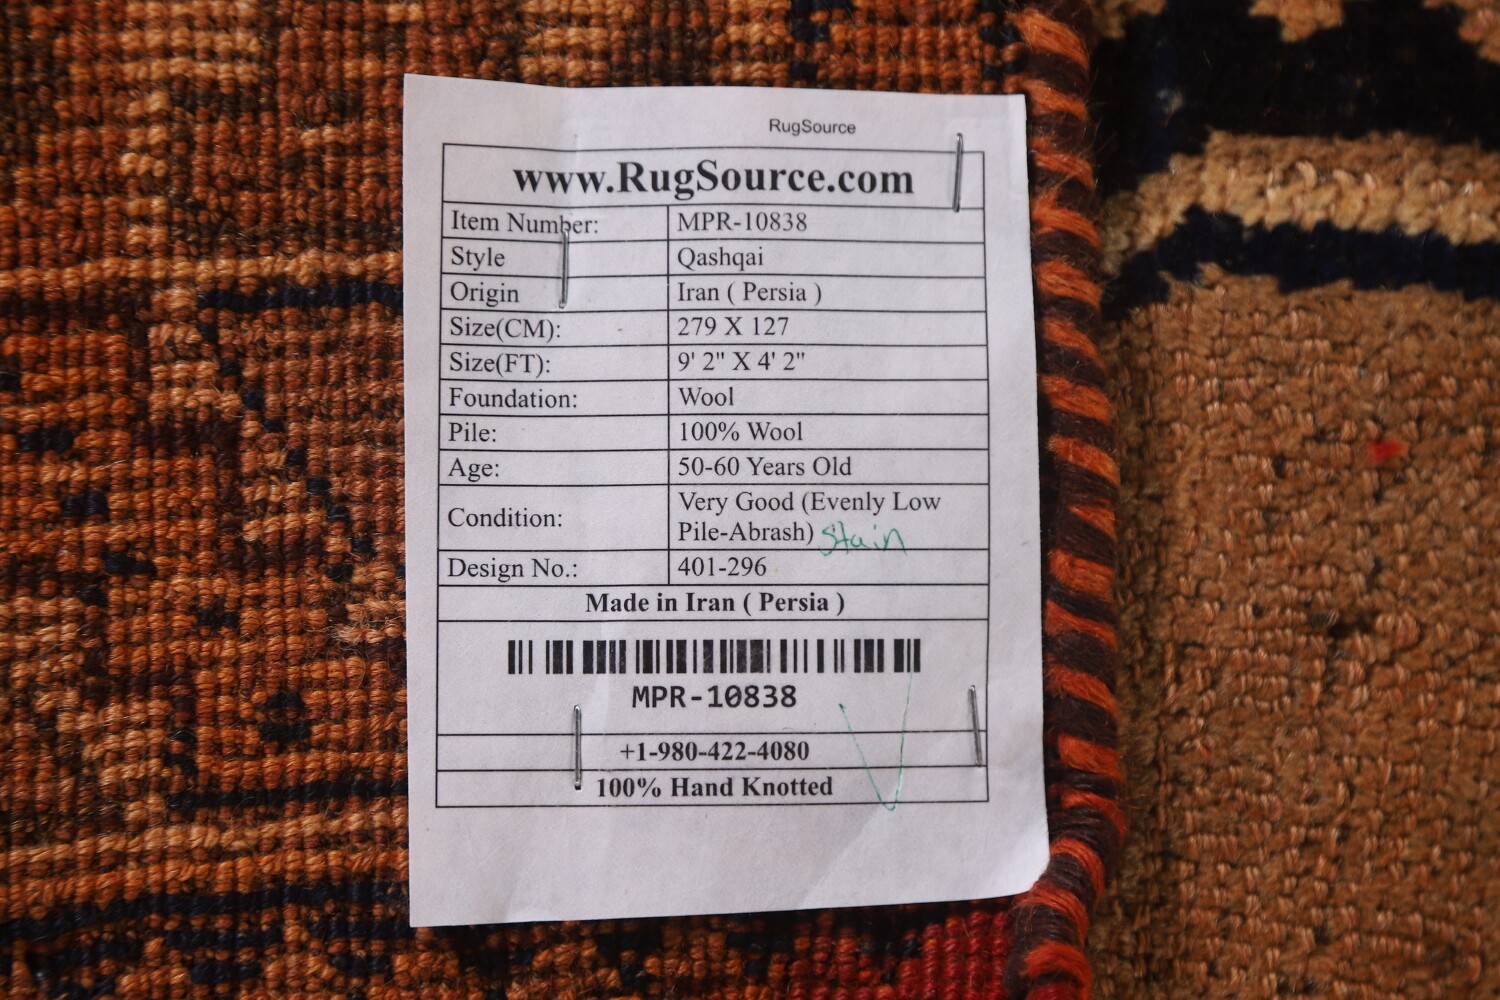 RugSource
www.RugSource.com
Item Number: MPR-10838
Style Qashqai
Origin Iran ( Persia )
Size(CM): 279 X 127
Size(FT): 9' 2" X 4' 2"
Foundation: Wool
Pile: 100% Wool
Age: 50-60 Years Old
Condition: Very Good (Evenly Low
Pile-Abrash) Stain
Design No.: 401-296
Made in Iran ( Persia )
MPR-10838
+1-980-422-4080
100% Hand Knotted